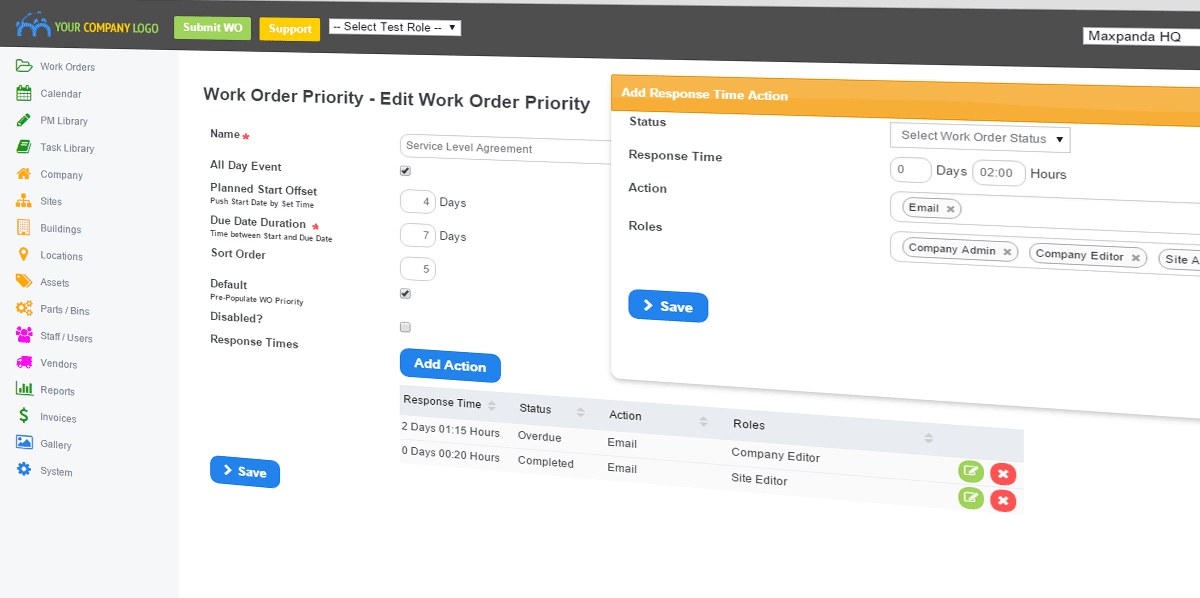 YOUR COMPANY LOGO
Submit WO
Support
-- Select Test Role --
Maxpanda HQ
Work Orders
Calendar
PM Library
Task Library
Company
Sites
Buildings
Locations
Assets
Parts / Bins
Staff / Users
Vendors
Reports
Invoices
Gallery
System
Work Order Priority - Edit Work Order Priority
Name *
Service Level Agreement
All Day Event
Planned Start Offset
Push Start Date by Set Time
4 Days
Due Date Duration *
Time between Start and Due Date
7 Days
Sort Order
5
Default
Pre-Populate WO Priority
Disabled?
Response Times
Add Action
Response Time Status Action Roles
2 Days 01:15 Hours Overdue Email Company Editor
0 Days 00:20 Hours Completed Email Site Editor
Save
Add Response Time Action
Status
Select Work Order Status
Response Time
0 Days 02:00 Hours
Action
Email
Roles
Company Admin Company Editor Site A
Save